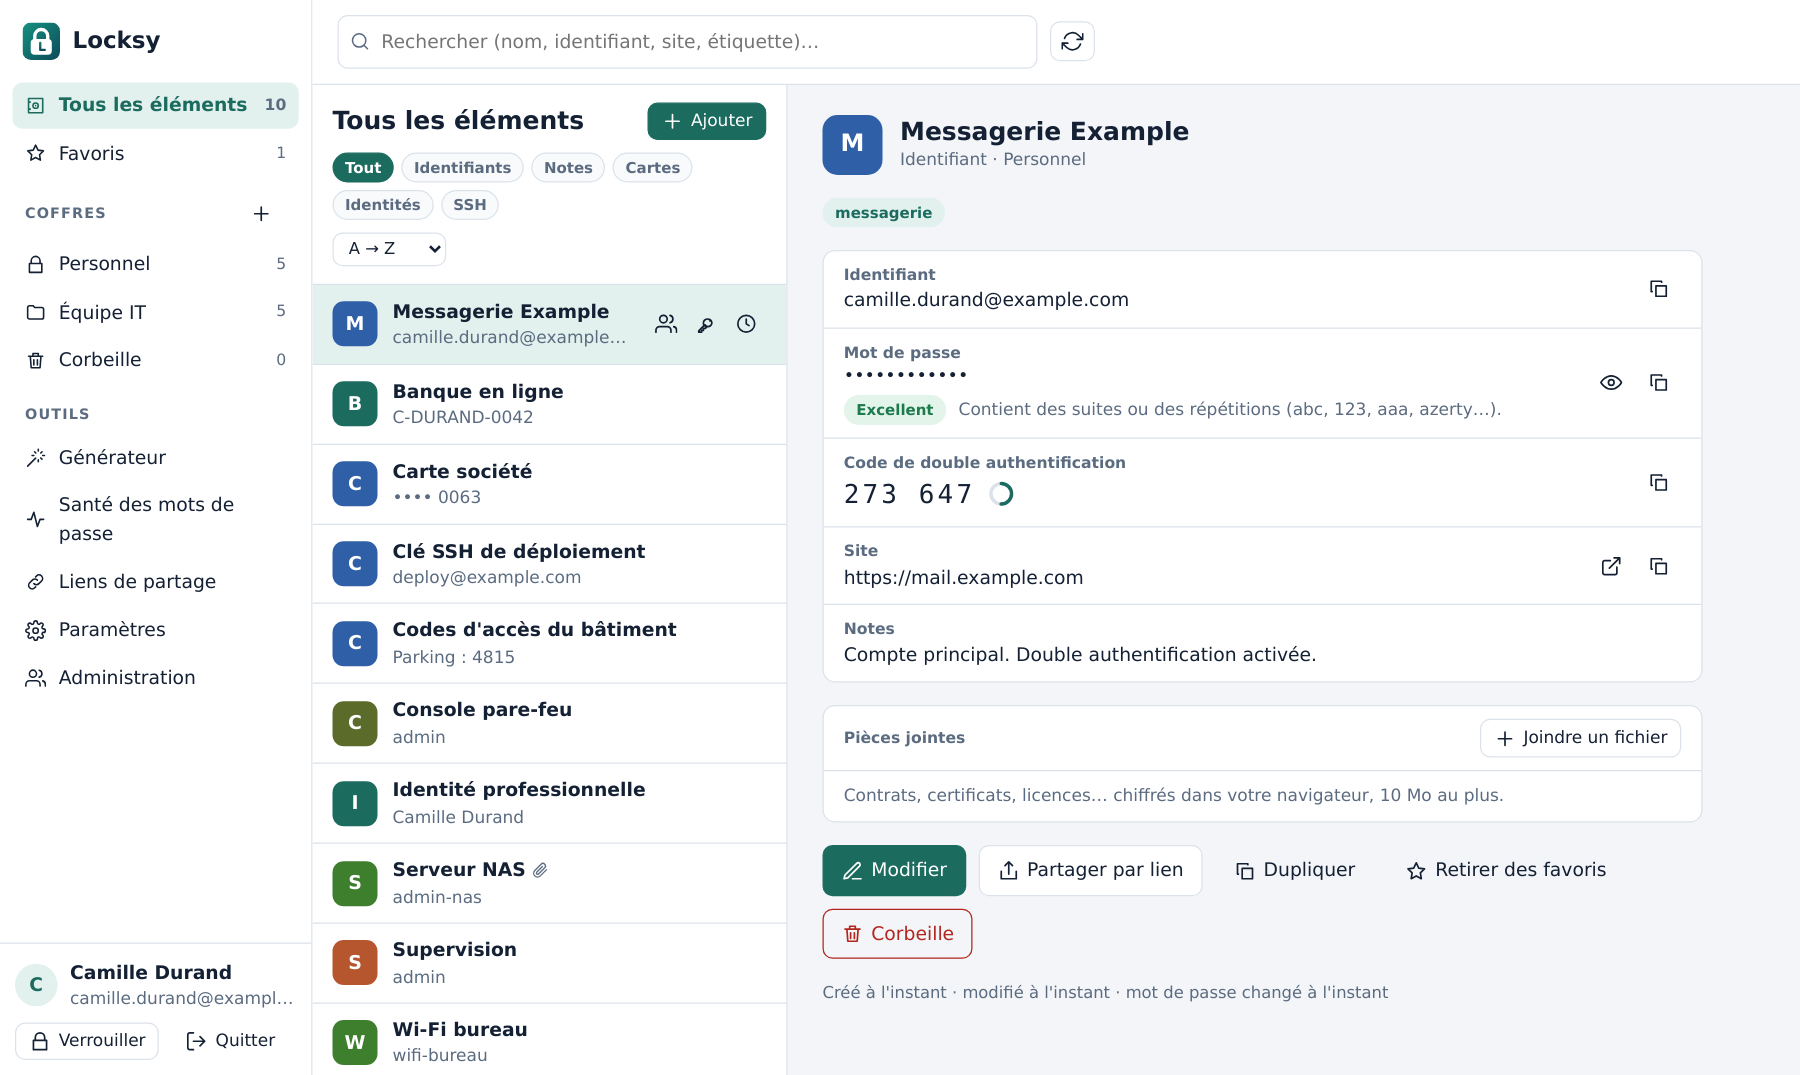 Locksy
Rechercher (nom, identifiant, site, étiquette)…
Tous les éléments 10
Favoris 1
COFFRES
Personnel 5
Équipe IT 5
Corbeille 0
OUTILS
Générateur
Santé des mots de
passe
Liens de partage
Paramètres
Administration
C
Camille Durand
camille.durand@exampl…
Verrouiller
Quitter
Tous les éléments
Ajouter
Tout Identifiants Notes Cartes
Identités SSH
A → Z
M
Messagerie Example
camille.durand@example…
B
Banque en ligne
C-DURAND-0042
C
Carte société
•••• 0063
C
Clé SSH de déploiement
deploy@example.com
C
Codes d'accès du bâtiment
Parking : 4815
C
Console pare-feu
admin
I
Identité professionnelle
Camille Durand
S
Serveur NAS
admin-nas
S
Supervision
admin
W
Wi-Fi bureau
wifi-bureau
M
Messagerie Example
Identifiant · Personnel
messagerie
Identifiant
camille.durand@example.com
Mot de passe
••••••••••••
Excellent Contient des suites ou des répétitions (abc, 123, aaa, azerty…).
Code de double authentification
273 647
Site
https://mail.example.com
Notes
Compte principal. Double authentification activée.
Pièces jointes
Joindre un fichier
Contrats, certificats, licences… chiffrés dans votre navigateur, 10 Mo au plus.
Modifier
Partager par lien
Dupliquer
Retirer des favoris
Corbeille
Créé à l'instant · modifié à l'instant · mot de passe changé à l'instant